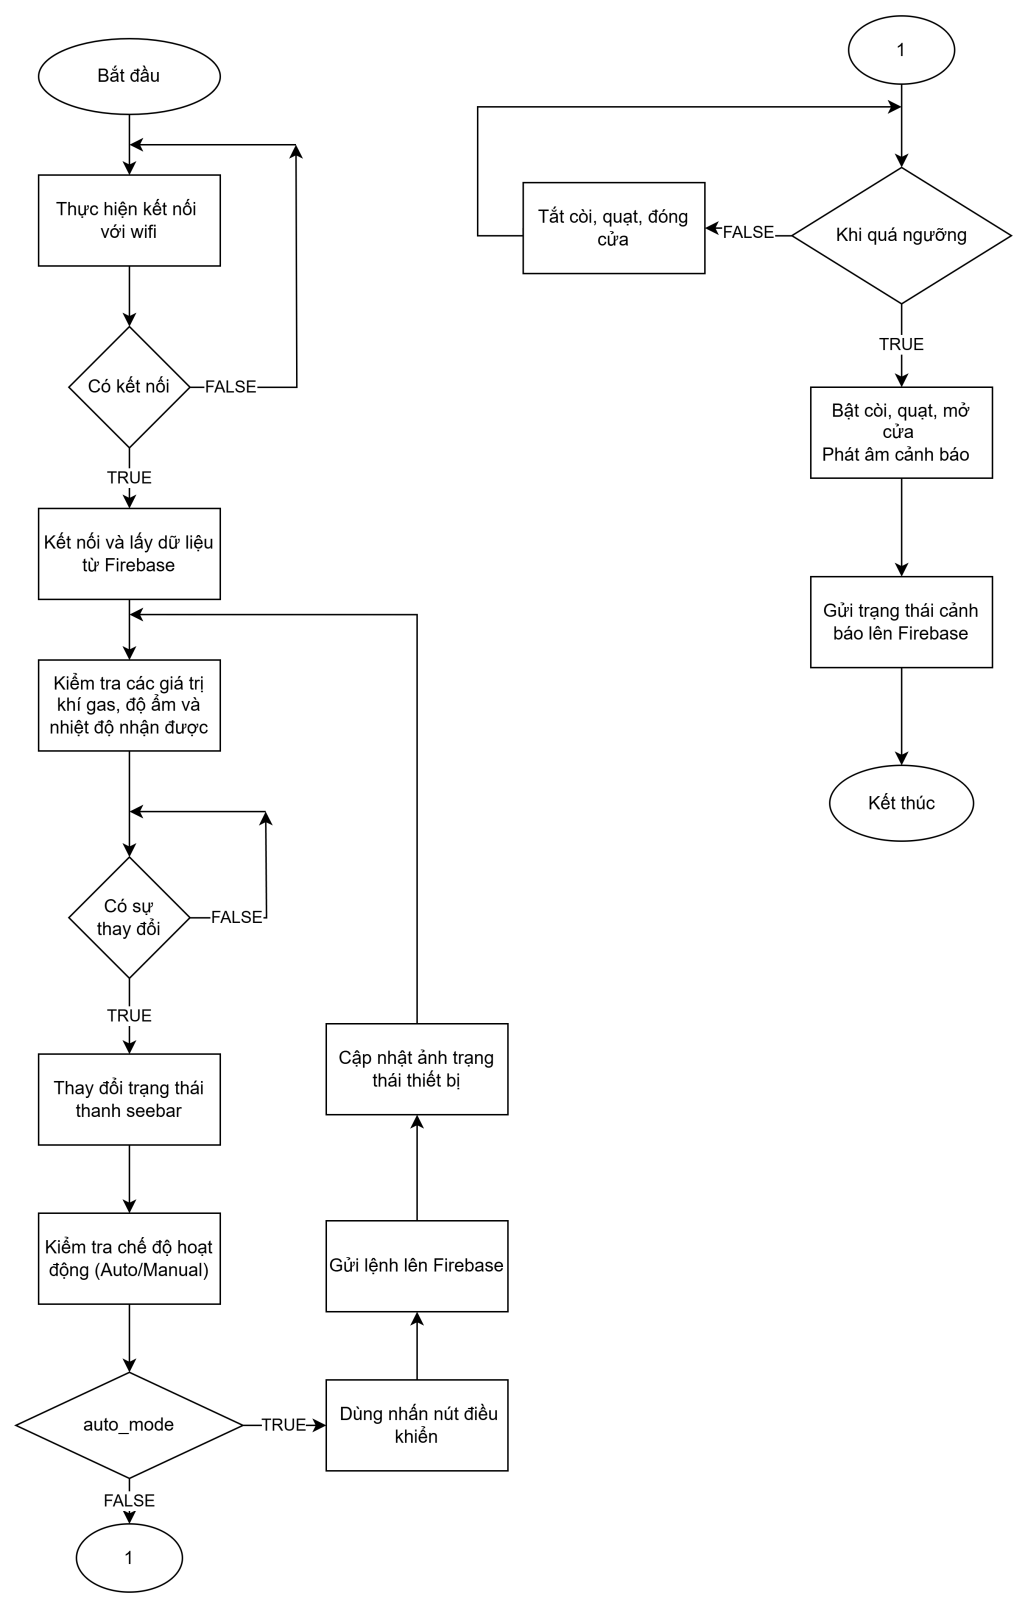 Bắt đầu
Thực hiện kết nối
với wifi
Có kết nối
FALSE
TRUE
Kết nối và lấy dữ liệu
từ Firebase
Kiểm tra các giá trị
khí gas, độ ẩm và
nhiệt độ nhận được
Có sự
thay đổi
FALSE
TRUE
Thay đổi trạng thái
thanh seebar
Kiểm tra chế độ hoạt
động (Auto/Manual)
auto_mode
TRUE
FALSE
1
Dùng nhấn nút điều
khiển
Gửi lệnh lên Firebase
Cập nhật ảnh trạng
thái thiết bị
1
Khi quá ngưỡng
FALSE
Tắt còi, quạt, đóng
cửa
TRUE
Bật còi, quạt, mở
cửa
Phát âm cảnh báo
Gửi trạng thái cảnh
báo lên Firebase
Kết thúc